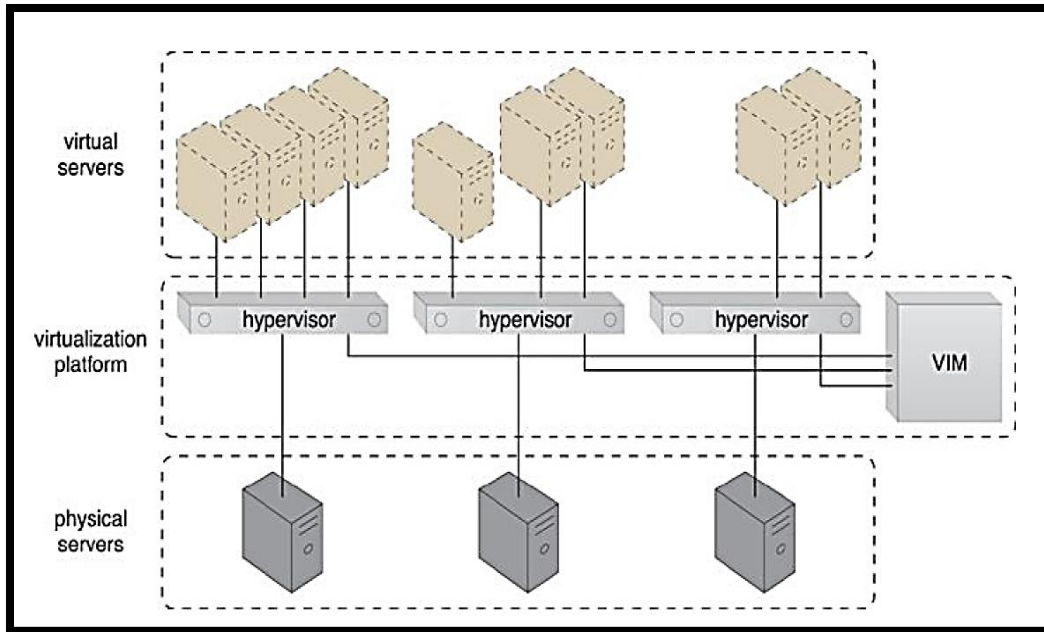 virtual
servers
hypervisor
hypervisor
hypervisor
virtualization
platform
VIM
physical
servers